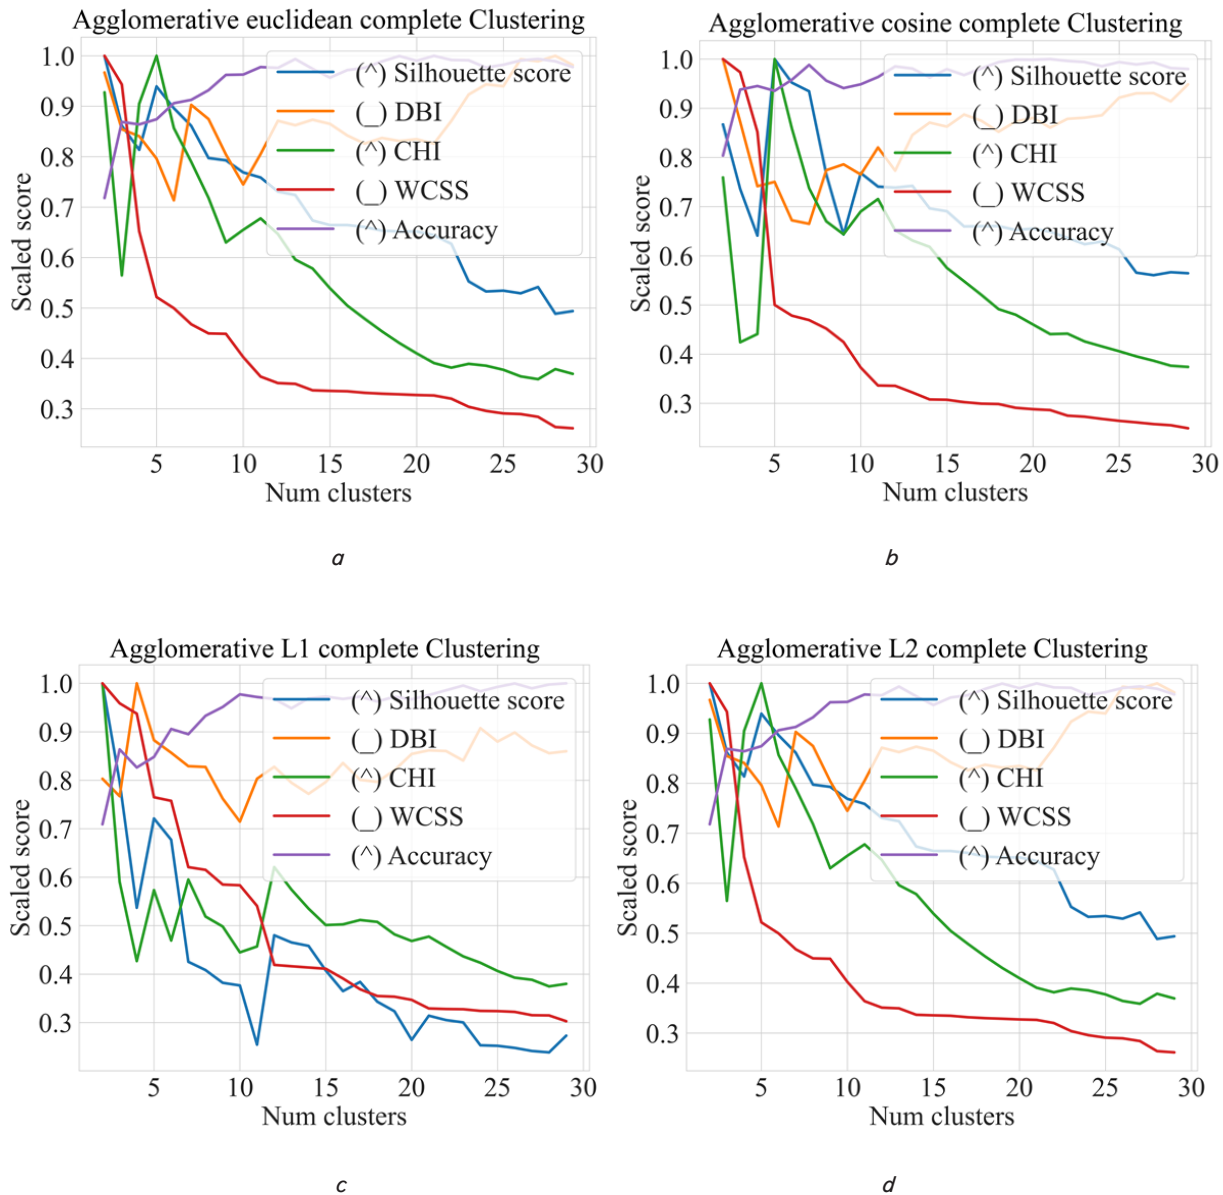 Agglomerative euclidean complete Clustering
1.0
0.9
0.8
0.7
0.6
0.5
0.4
0.3
Scaled score
(^) Silhouette score
(_) DBI
(^) CHI
(_) WCSS
(^) Accuracy
5 10 15 20 25 30
Num clusters
a
Agglomerative cosine complete Clustering
1.0
0.9
0.8
0.7
0.6
0.5
0.4
0.3
Scaled score
(^) Silhouette score
(_) DBI
(^) CHI
(_) WCSS
(^) Accuracy
5 10 15 20 25 30
Num clusters
b
Agglomerative L1 complete Clustering
1.0
0.9
0.8
0.7
0.6
0.5
0.4
0.3
Scaled score
(^) Silhouette score
(_) DBI
(^) CHI
(_) WCSS
(^) Accuracy
5 10 15 20 25 30
Num clusters
c
Agglomerative L2 complete Clustering
1.0
0.9
0.8
0.7
0.6
0.5
0.4
0.3
Scaled score
(^) Silhouette score
(_) DBI
(^) CHI
(_) WCSS
(^) Accuracy
5 10 15 20 25 30
Num clusters
d